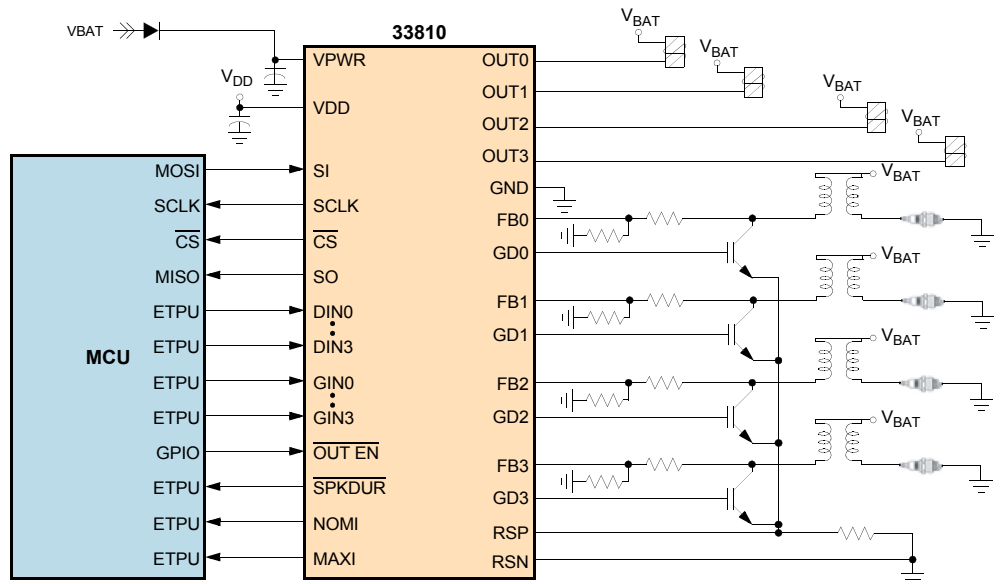 33810
VBAT
VPWR
VDD
VDD
MCU
MOSI
SCLK
CS
MISO
ETPU
ETPU
ETPU
ETPU
GPIO
ETPU
ETPU
ETPU
SI
SCLK
CS
SO
DIN0
DIN3
GIN0
GIN3
OUT EN
SPKDUR
NOMI
MAXI
OUT0
OUT1
OUT2
OUT3
GND
FB0
GD0
FB1
GD1
FB2
GD2
FB3
GD3
RSP
RSN
VBAT
VBAT
VBAT
VBAT
VBAT
VBAT
VBAT
VBAT